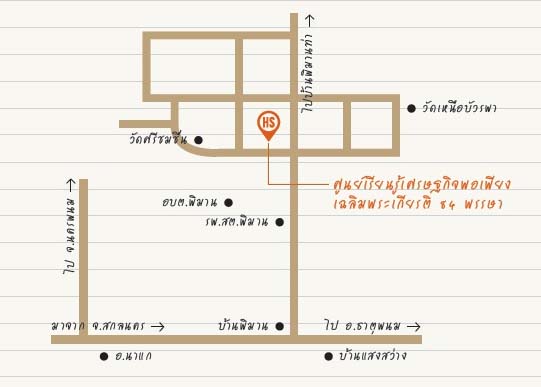 ไปบ้านพิมานท่า
HS
วัดเหนือบัวรพา
วัดศรีชมชื่น
ศูนย์เรียนรู้เศรษฐกิจพอเพียง
เฉลิมพระเกียรติ ๘๔ พรรษา
อบต.พิมาน
รพ.สต.พิมาน
ไป จ.นครพนม
มาจาก จ.สกลนคร
บ้านพิมาน
ไป อ.ธาตุพนม
อ.นาแก
บ้านแสงสว่าง